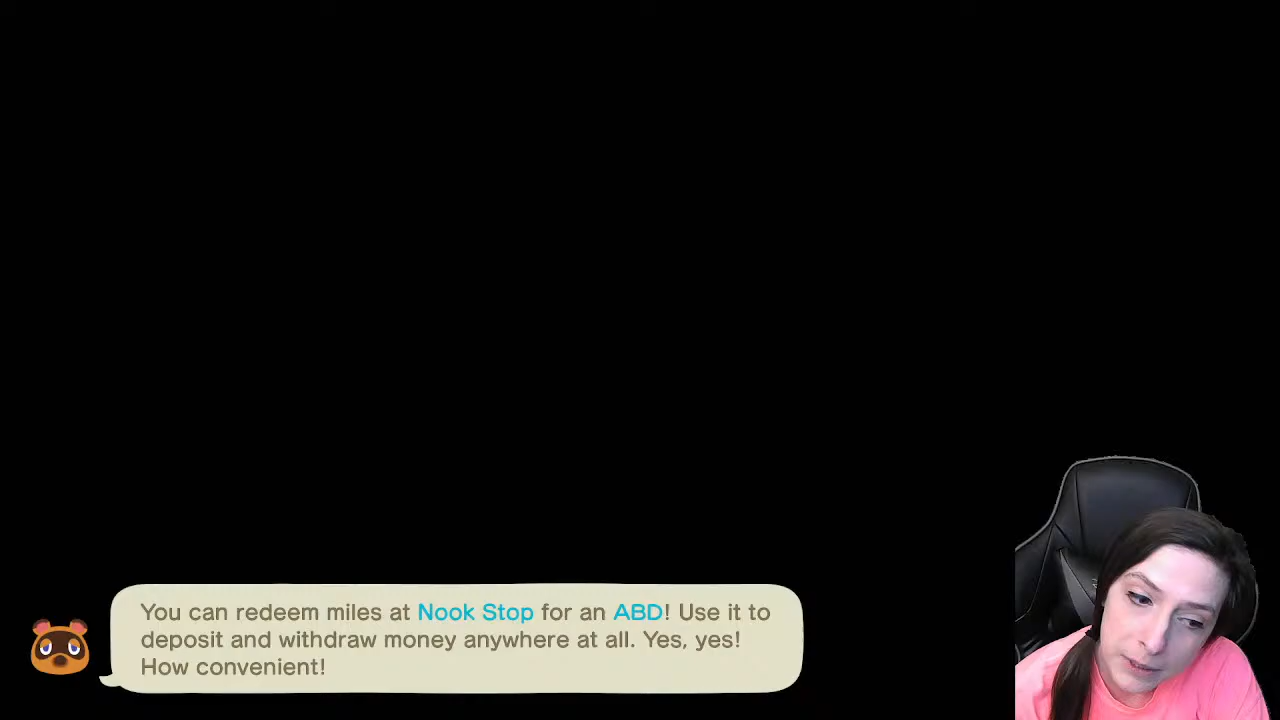 You can redeem miles at Nook Stop for an ABD! Use it to
deposit and withdraw money anywhere at all. Yes, yes!
How convenient!